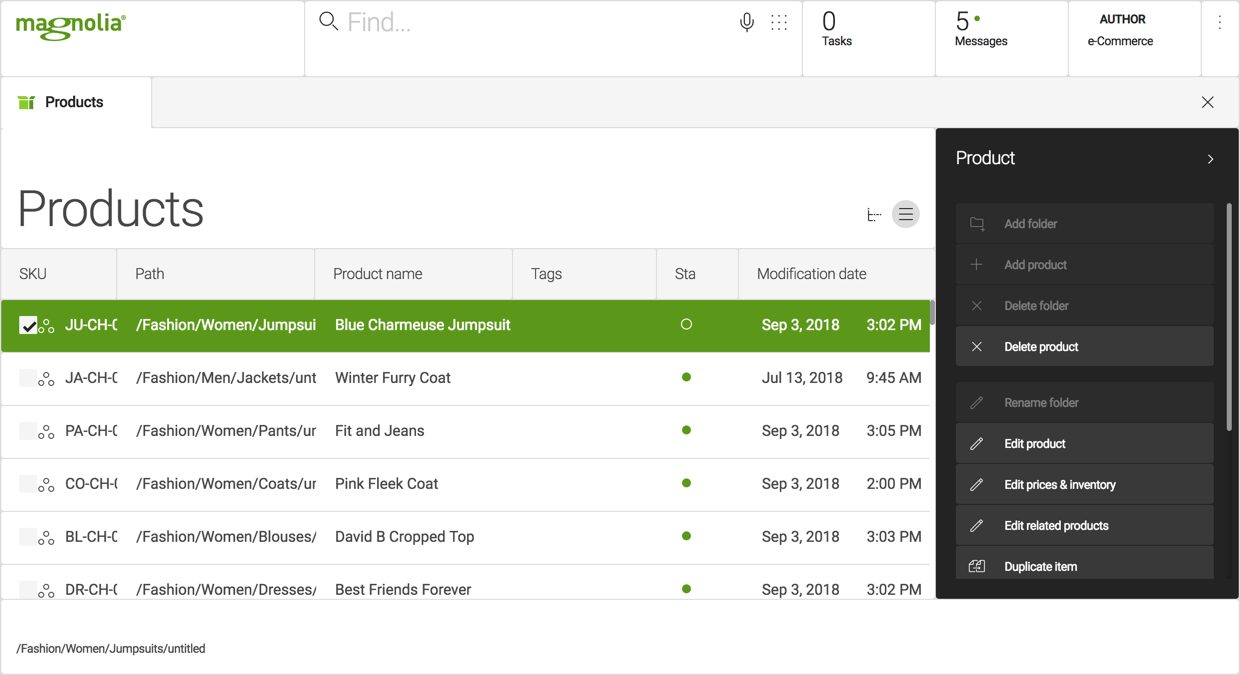 magnolia®
Find...
0
Tasks
5
Messages
AUTHOR
e-Commerce
Products
Products
SKU Path Product name Tags Sta Modification date
JU-CH-0 /Fashion/Women/Jumpsui Blue Charmeuse Jumpsuit Sep 3, 2018 3:02 PM
JA-CH-0 /Fashion/Men/Jackets/unt Winter Furry Coat Jul 13, 2018 9:45 AM
PA-CH-0 /Fashion/Women/Pants/ur Fit and Jeans Sep 3, 2018 3:05 PM
CO-CH-0 /Fashion/Women/Coats/ur Pink Fleek Coat Sep 3, 2018 2:00 PM
BL-CH-0 /Fashion/Women/Blouses/ David B Cropped Top Sep 3, 2018 3:03 PM
DR-CH-0 /Fashion/Women/Dresses/ Best Friends Forever Sep 3, 2018 3:02 PM
Product
Add folder
Add product
Delete folder
Delete product
Rename folder
Edit product
Edit prices & inventory
Edit related products
Duplicate item
/Fashion/Women/Jumpsuits/untitled